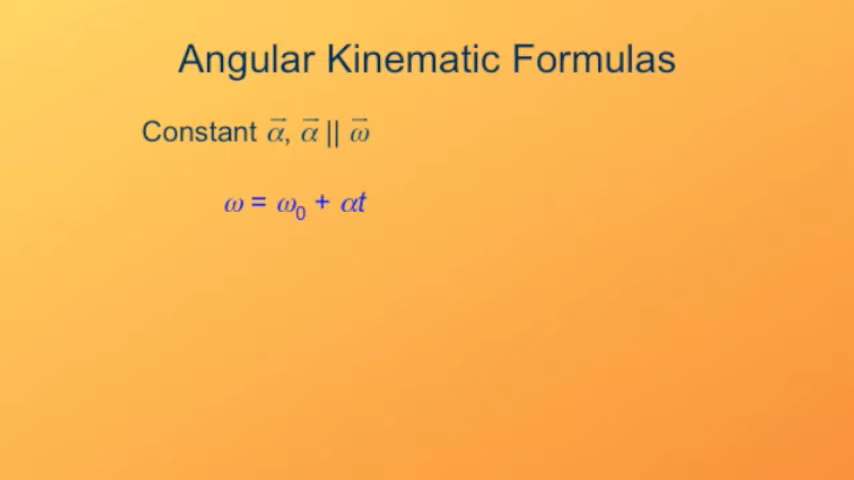 Angular Kinematic Formulas
Constant α⃗, α⃗ || ω⃗
ω = ω₀ + αt